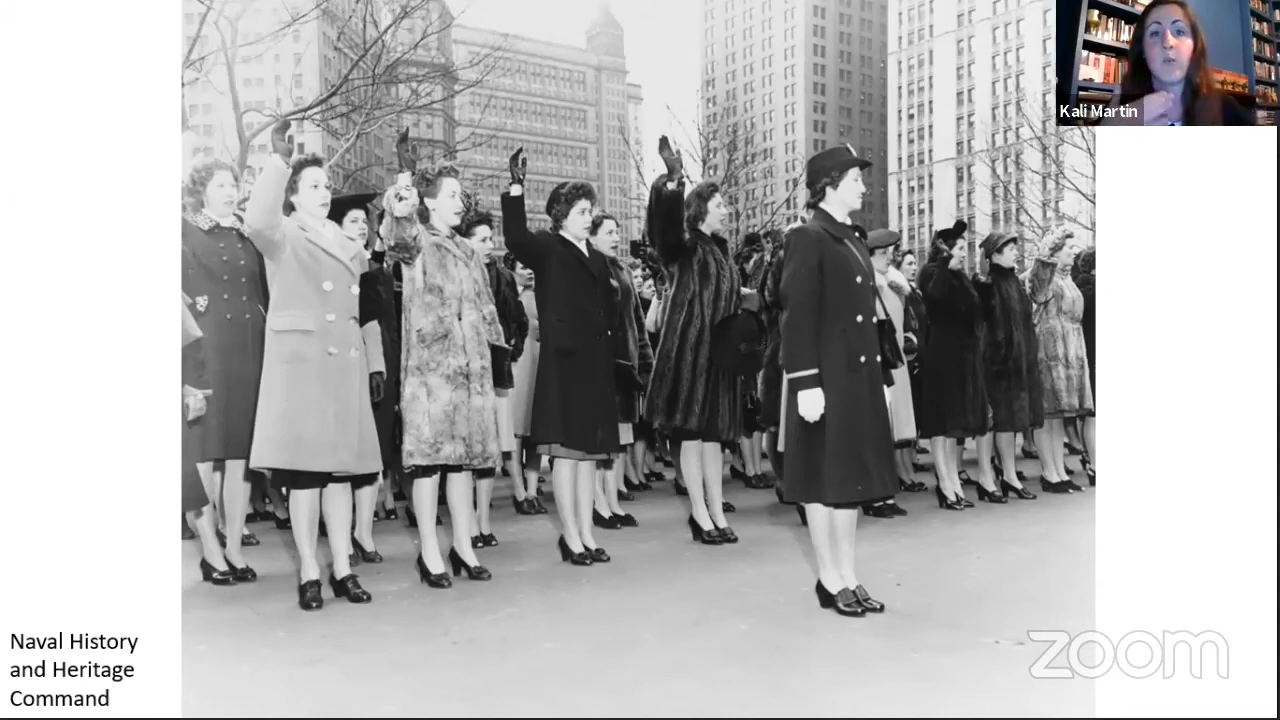 Kali Martin
Naval History
and Heritage
Command
zoom